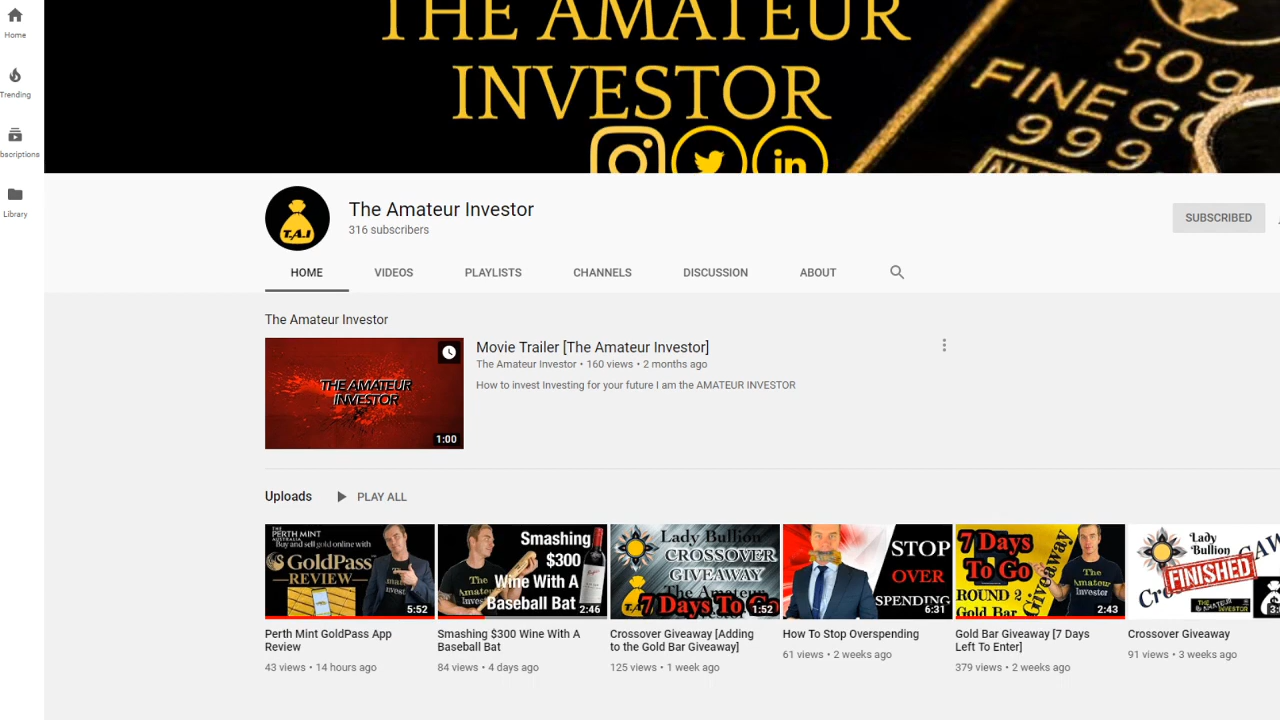 THE AMATEUR
INVESTOR
50g
FINE GO
999
Home
Trending
bscriptions
Library
T.A.I
The Amateur Investor
316 subscribers
SUBSCRIBED
HOME
VIDEOS
PLAYLISTS
CHANNELS
DISCUSSION
ABOUT
The Amateur Investor
THE AMATEUR
INVESTOR
1:00
Movie Trailer [The Amateur Investor]
The Amateur Investor • 160 views • 2 months ago
How to invest Investing for your future I am the AMATEUR INVESTOR
Uploads
PLAY ALL
THE
PERTH MINT
AUSTRALIA
Buy and sell gold online with
GoldPass
REVIEW
5:52
Perth Mint GoldPass App
Review
43 views • 14 hours ago
Smashing
$300
Wine With A
Baseball Bat
2:46
Smashing $300 Wine With A
Baseball Bat
84 views • 4 days ago
Lady Bullion
CROSSOVER
GIVEAWAY
The Amateur
7 Days To Go
1:52
Crossover Giveaway [Adding
to the Gold Bar Giveaway]
125 views • 1 week ago
STOP
OVER
SPENDING
6:31
How To Stop Overspending
61 views • 2 weeks ago
7 Days
To Go
ROUND 2
Gold Bar
Giveaway
The
Amateur
Investor
2:43
Gold Bar Giveaway [7 Days
Left To Enter]
379 views • 2 weeks ago
Lady
Bullion
FINISHED
Crossover Giveaway
91 views • 3 weeks ago